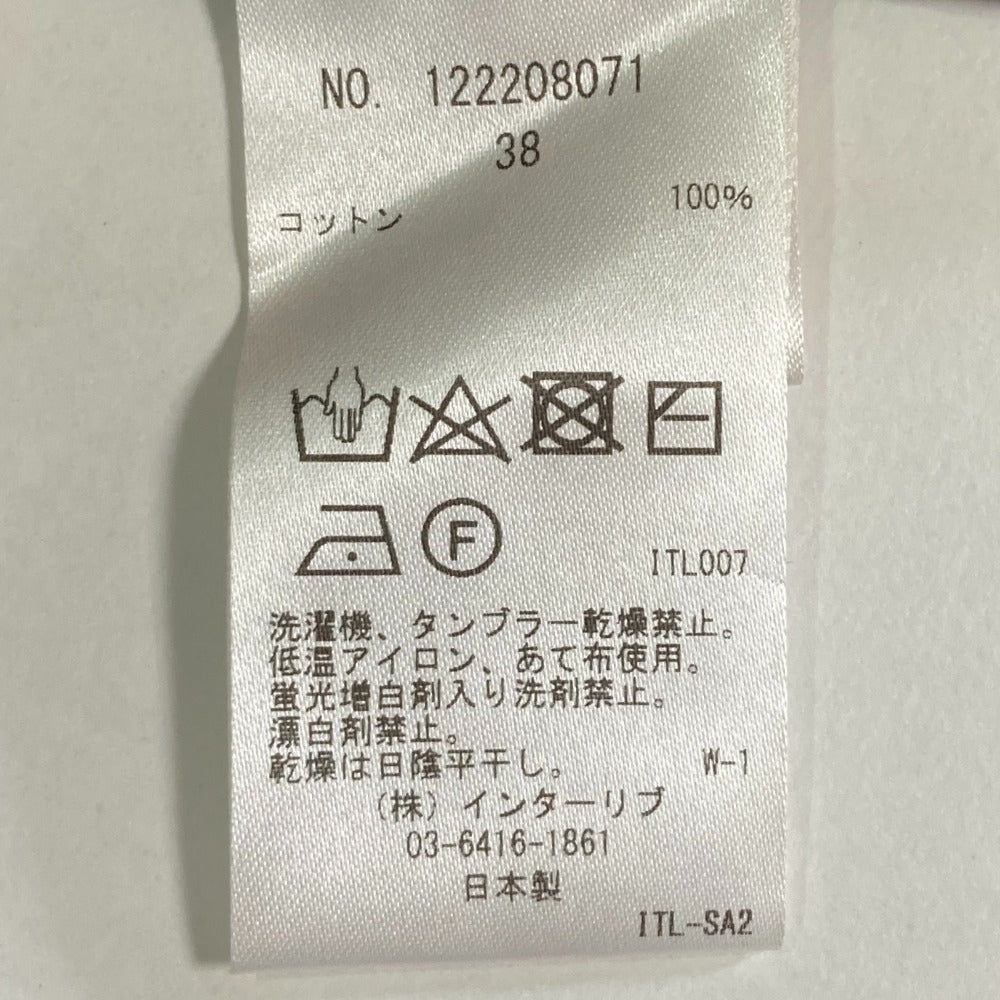 NO. 122208071
38
コットン 100%
F
ITL007
洗濯機、タンブラー乾燥禁止。
低温アイロン、あて布使用。
蛍光増白剤入り洗剤禁止。
漂白剤禁止。
乾燥は日陰平干し。 W-1
(株)インターリブ
03-6416-1861
日本製
ITL-SA2